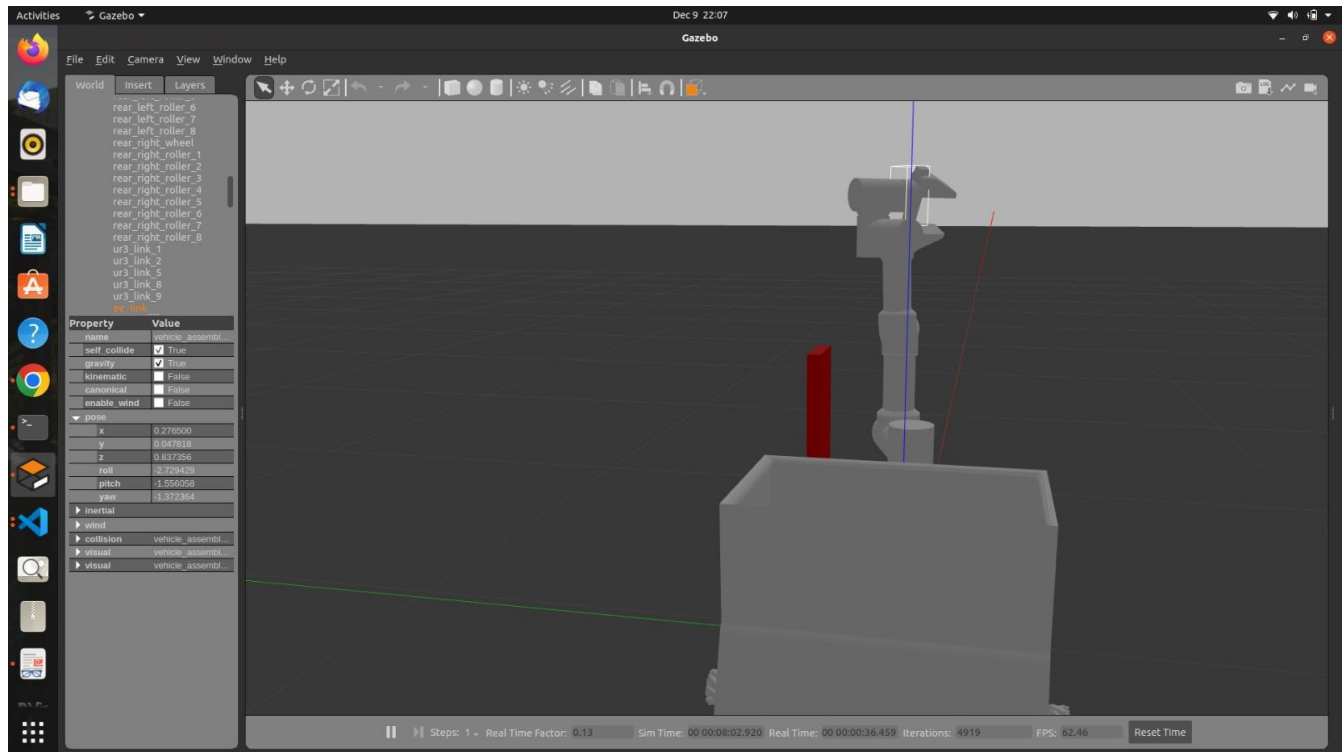 Activities Gazebo Dec 9 22:07
Gazebo
File Edit Camera View Window Help
World Insert Layers
rear_left_roller_6
rear_left_roller_7
rear_left_roller_8
rear_right_wheel
rear_right_roller_1
rear_right_roller_2
rear_right_roller_3
rear_right_roller_4
rear_right_roller_5
rear_right_roller_6
rear_right_roller_7
rear_right_roller_8
ur3_link_1
ur3_link_2
ur3_link_5
ur3_link_8
ur3_link_9
ee_link
Property Value
name vehicle_assembl...
self_collide True
gravity True
kinematic False
canonical False
enable_wind False
pose
x 0.276500
y 0.047818
z 0.837356
roll -2.729429
pitch -1.556058
yaw -1.372364
inertial
wind
collision vehicle_assembl...
visual vehicle_assembl...
visual vehicle_assembl...
Steps: 1 Real Time Factor: 0.13 Sim Time: 00 00:08:02.920 Real Time: 00 00:00:36.459 Iterations: 4919 FPS: 62.46 Reset Time